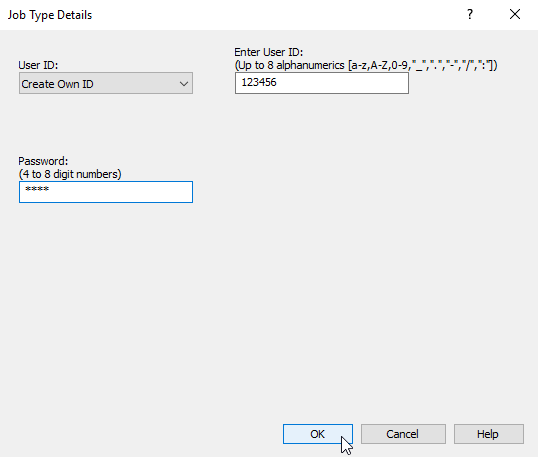 Job Type Details
?
User ID:
Create Own ID
Enter User ID:
(Up to 8 alphanumerics [a-z,A-Z,0-9,"_",".","-","/",":"])
123456
Password:
(4 to 8 digit numbers)
****
OK
Cancel
Help